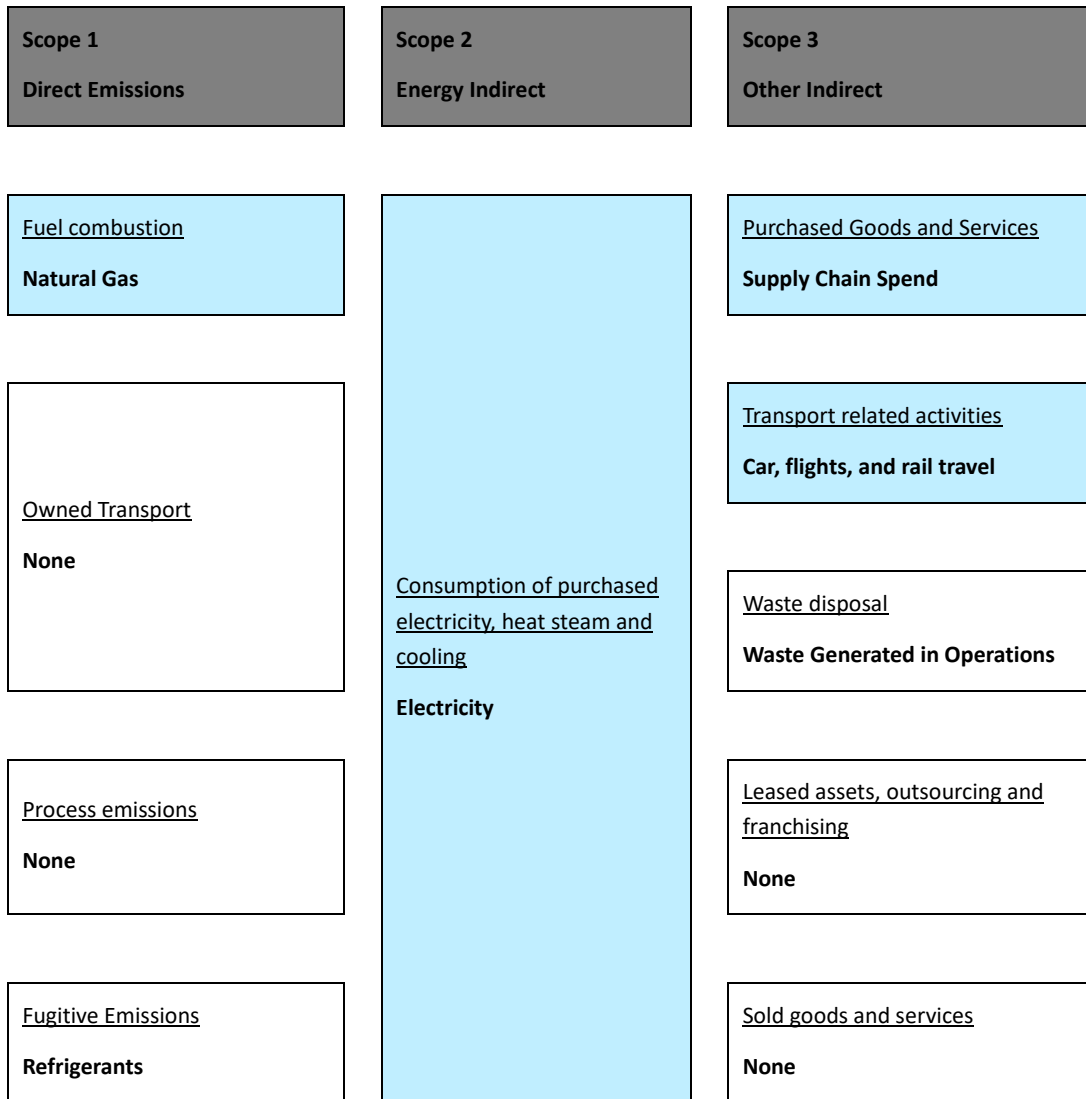 Scope 1
Direct Emissions
Scope 2
Energy Indirect
Scope 3
Other Indirect
Fuel combustion
Natural Gas
Owned Transport
None
Process emissions
None
Fugitive Emissions
Refrigerants
Consumption of purchased
electricity, heat steam and
cooling
Electricity
Purchased Goods and Services
Supply Chain Spend
Transport related activities
Car, flights, and rail travel
Waste disposal
Waste Generated in Operations
Leased assets, outsourcing and
franchising
None
Sold goods and services
None